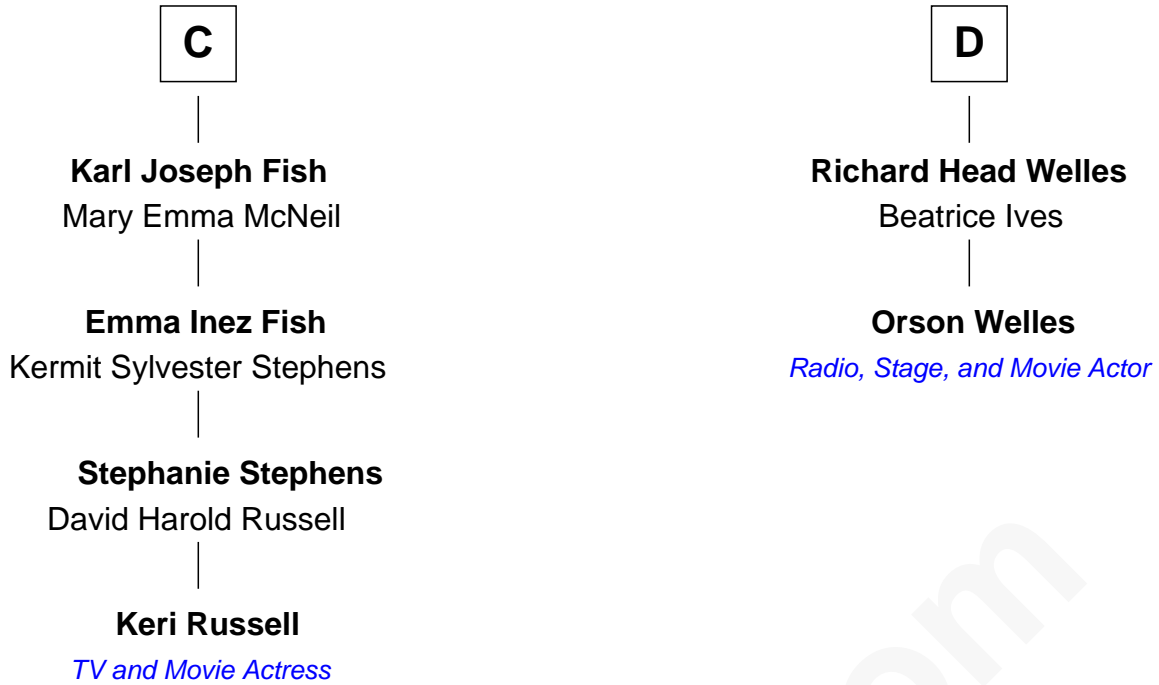 C
Karl Joseph Fish
Mary Emma McNeil
Emma Inez Fish
Kermit Sylvester Stephens
Stephanie Stephens
David Harold Russell
Keri Russell
TV and Movie Actress
D
Richard Head Welles
Beatrice Ives
Orson Welles
Radio, Stage, and Movie Actor
om